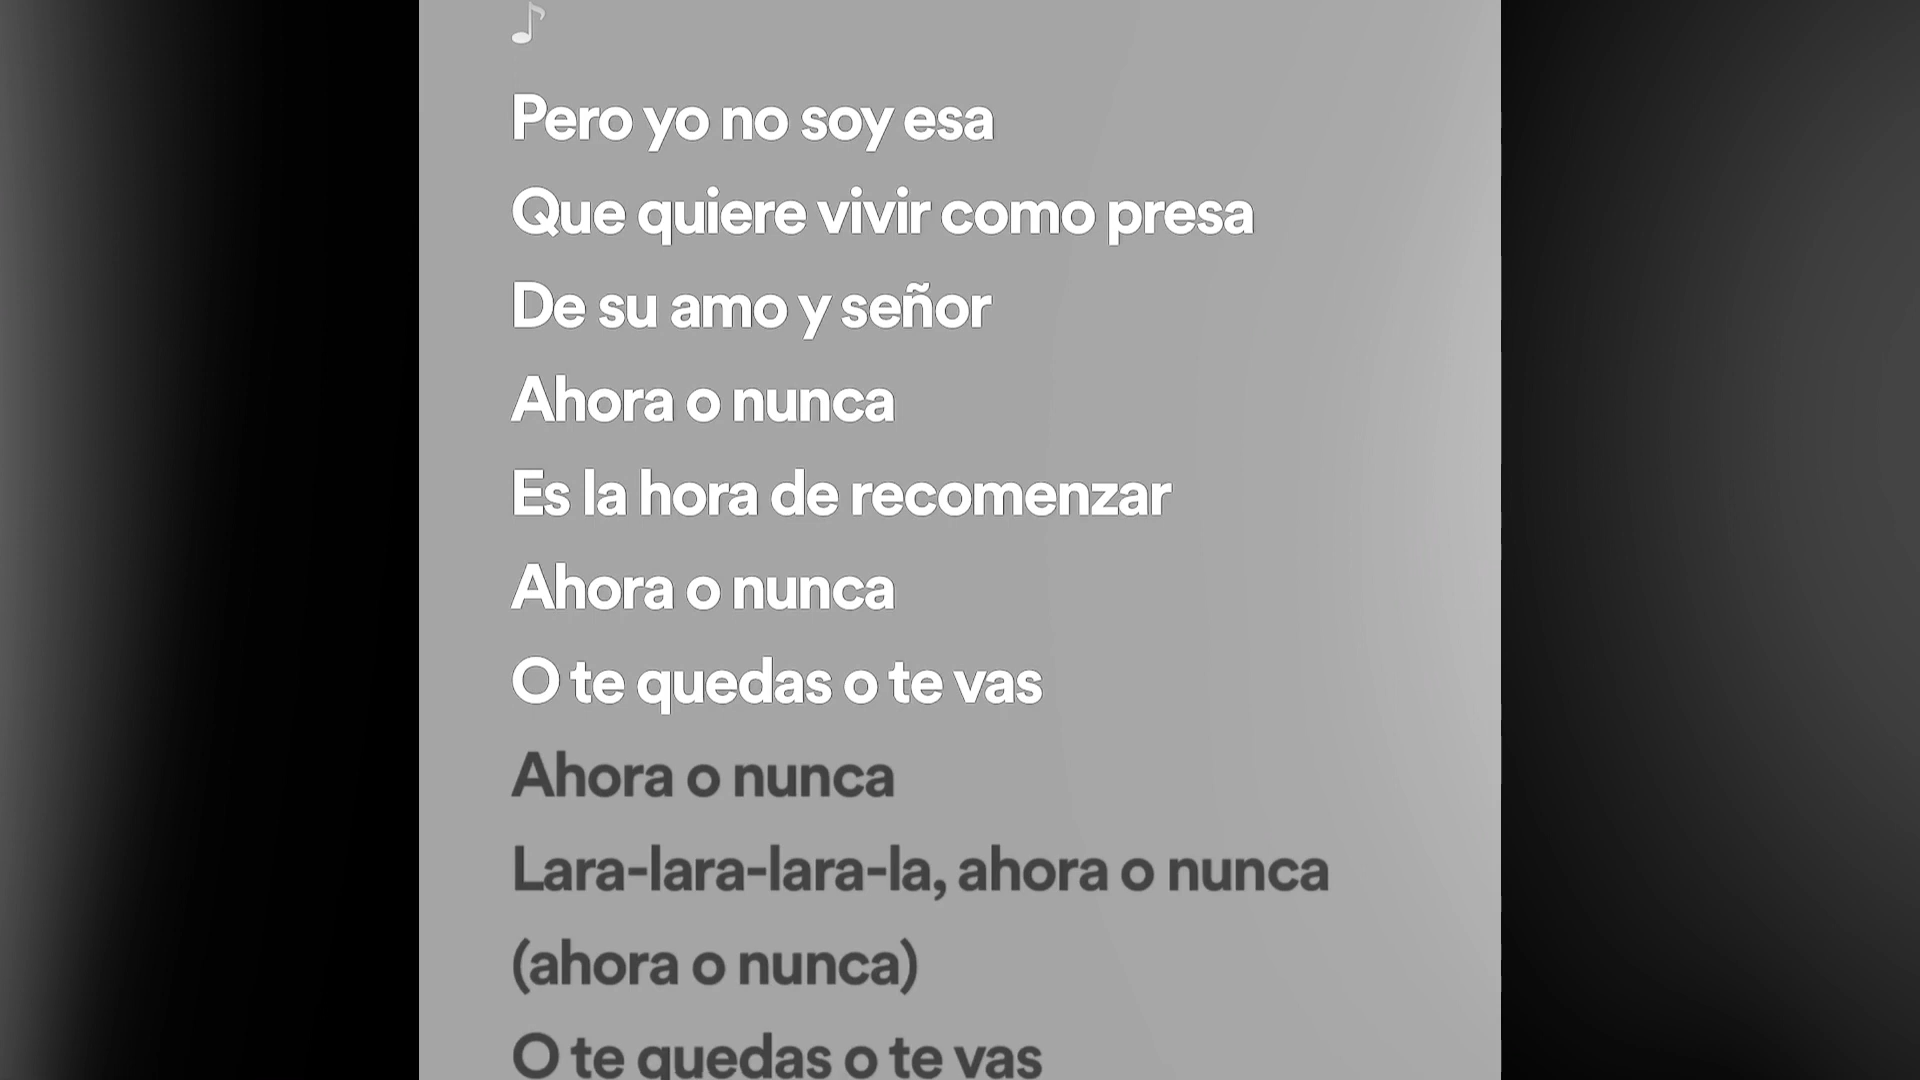 Pero yo no soy esa
Que quiere vivir como presa
De su amo y señor
Ahora o nunca
Es la hora de recomenzar
Ahora o nunca
O te quedas o te vas
Ahora o nunca
Lara-lara-lara-la, ahora o nunca
(ahora o nunca)
O te quedas o te vas